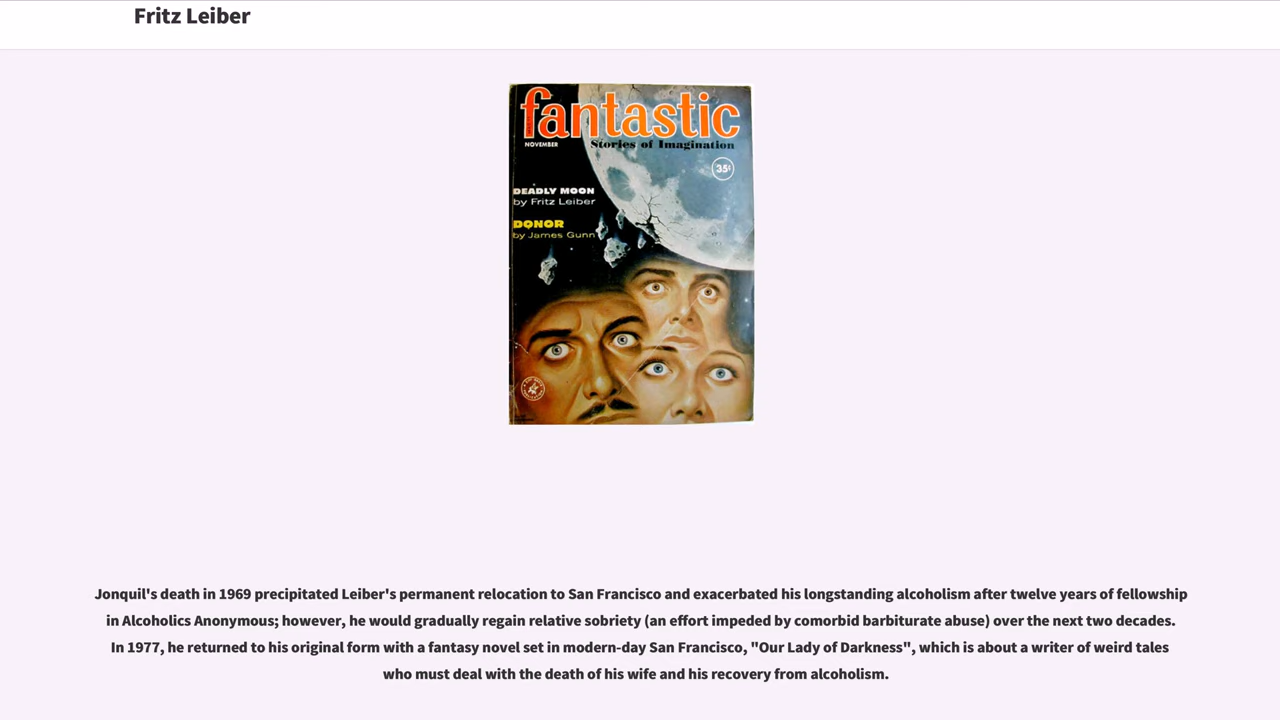 Fritz Leiber
fantastic
NOVEMBER
Stories of Imagination
35¢
DEADLY MOON
by Fritz Leiber
DONOR
by James Gunn
Jonquil's death in 1969 precipitated Leiber's permanent relocation to San Francisco and exacerbated his longstanding alcoholism after twelve years of fellowship
in Alcoholics Anonymous; however, he would gradually regain relative sobriety (an effort impeded by comorbid barbiturate abuse) over the next two decades.
In 1977, he returned to his original form with a fantasy novel set in modern-day San Francisco, "Our Lady of Darkness", which is about a writer of weird tales
who must deal with the death of his wife and his recovery from alcoholism.